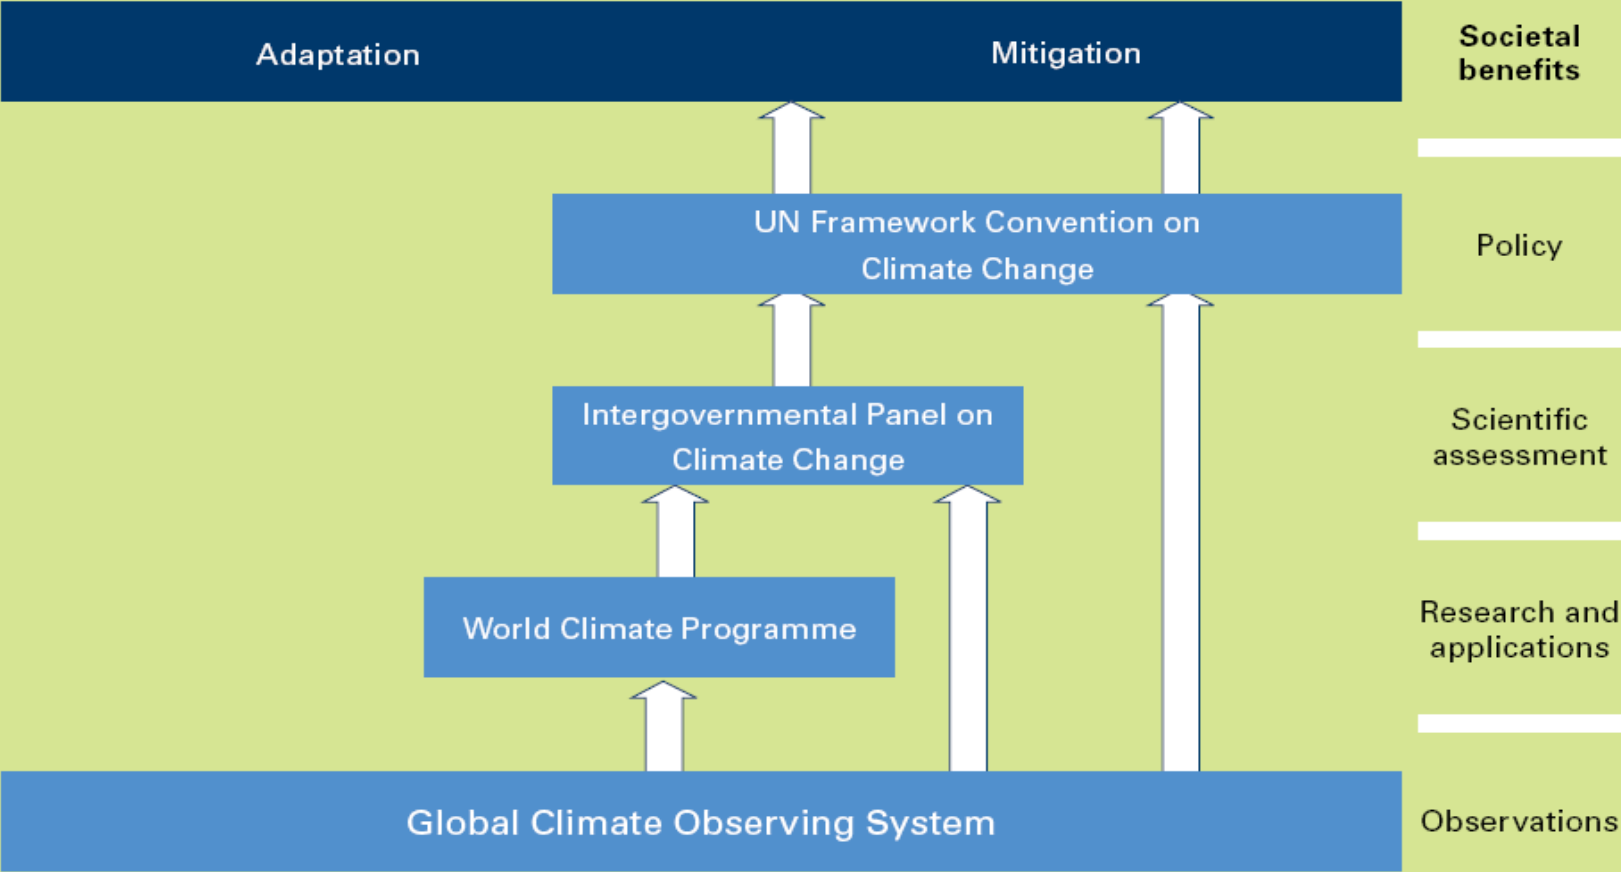 Adaptation
Mitigation
Societal
benefits
UN Framework Convention on
Climate Change
Policy
Intergovernmental Panel on
Climate Change
Scientific
assessment
World Climate Programme
Research and
applications
Global Climate Observing System
Observations